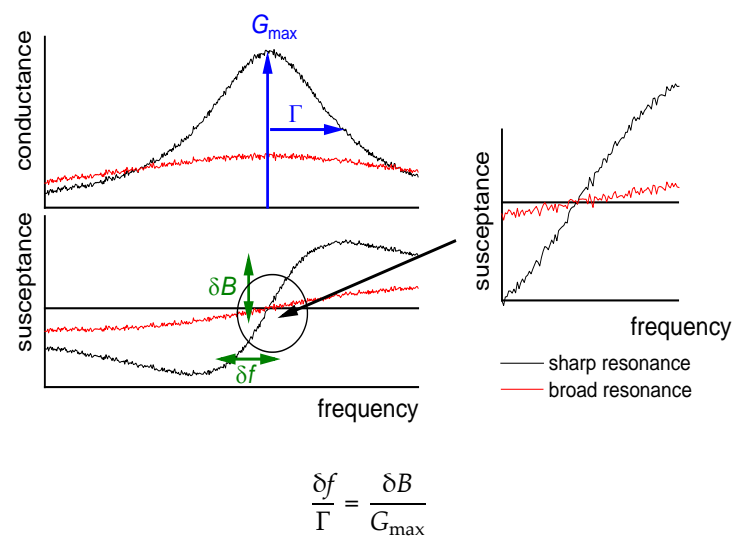 G_max
conductance
Γ
susceptance
δB
δf
frequency
susceptance
frequency
sharp resonance
broad resonance
δf/Γ = δB/G_max